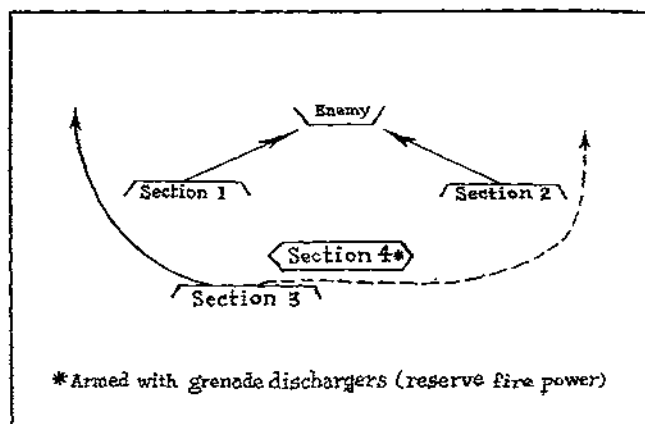 Enemy
Section 1
Section 2
Section 4*
Section 3
*Armed with grenade dischargers (reserve fire power)